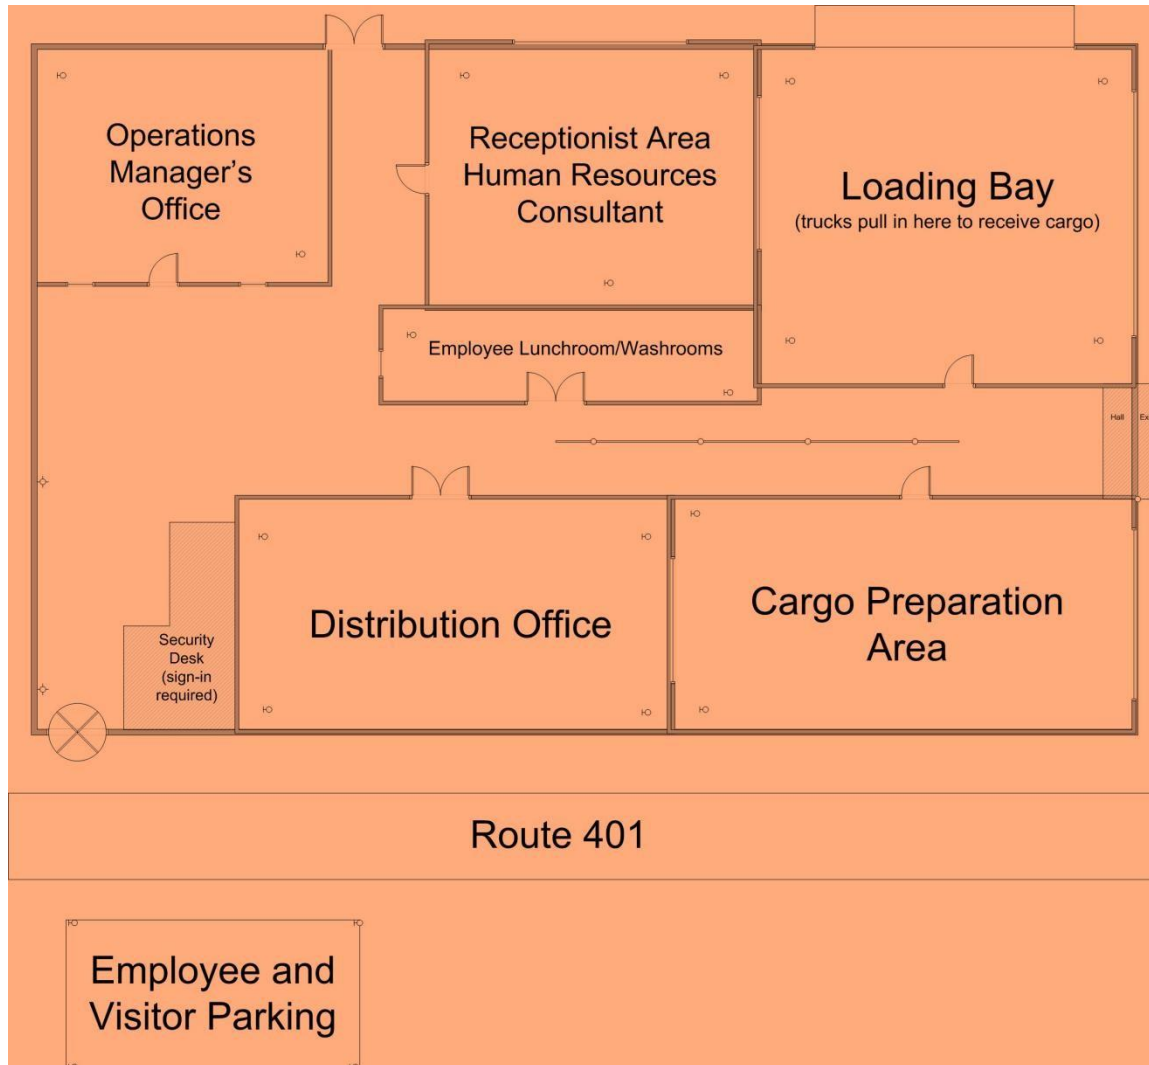 Operations
Manager's
Office
Receptionist Area
Human Resources
Consultant
Loading Bay
(trucks pull in here to receive cargo)
Employee Lunchroom/Washrooms
Hall
Ex
Distribution Office
Cargo Preparation
Area
Security
Desk
(sign-in
required)
Route 401
Employee and
Visitor Parking